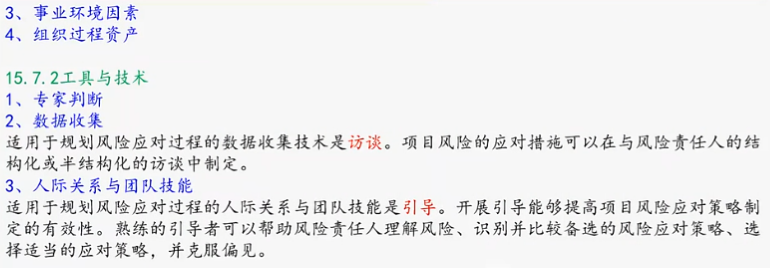 3、事业环境因素
4、组织过程资产
15.7.2工具与技术
1、专家判断
2、数据收集
适用于规划风险应对过程的数据收集技术是访谈。项目风险的应对措施可以在与风险责任人的结
构化或半结构化的访谈中制定。
3、人际关系与团队技能
适用于规划风险应对过程的人际关系与团队技能是引导。开展引导能够提高项目风险应对策略制
定的有效性。熟练的引导者可以帮助风险责任人理解风险、识别并比较备选的风险应对策略、选
择适当的应对策略，并克服偏见。